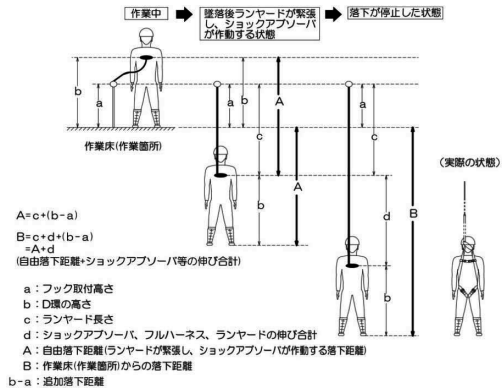 作業中
墜落後ランヤードが緊張
し、ショックアブソーバ
が作動する状態
落下が停止した状態
b
a
a
b
A
c
a
c
作業床(作業箇所)
A
b
B
d
b
(実際の状態)
A=c+(b-a)
B=c+d+(b-a)
=A+d
(自由落下距離+ショックアブソーバ等の伸び合計)
a:フック取付高さ
b:D環の高さ
c:ランヤード長さ
d:ショックアブソーバ、フルハーネス、ランヤードの伸び合計
A:自由落下距離(ランヤードが緊張し、ショックアブソーバが作動する落下距離)
B:作業床(作業箇所)からの落下距離
b-a:追加落下距離